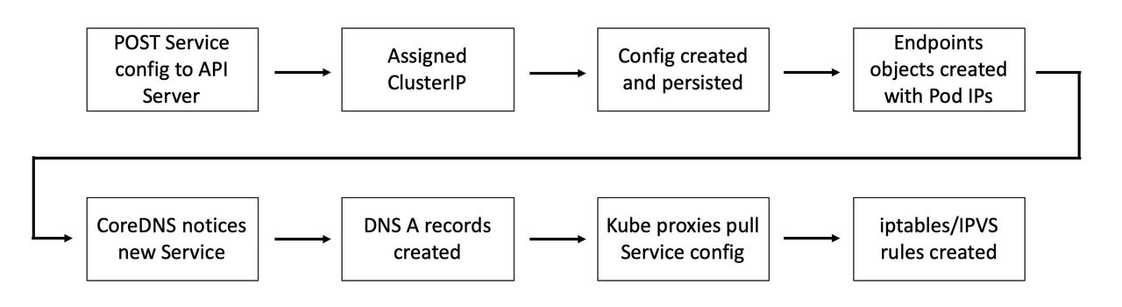 POST Service
config to API
Server
Assigned
ClusterIP
Config created
and persisted
Endpoints
objects created
with Pod IPs
CoreDNS notices
new Service
DNS A records
created
Kube proxies pull
Service config
iptables/IPVS
rules created